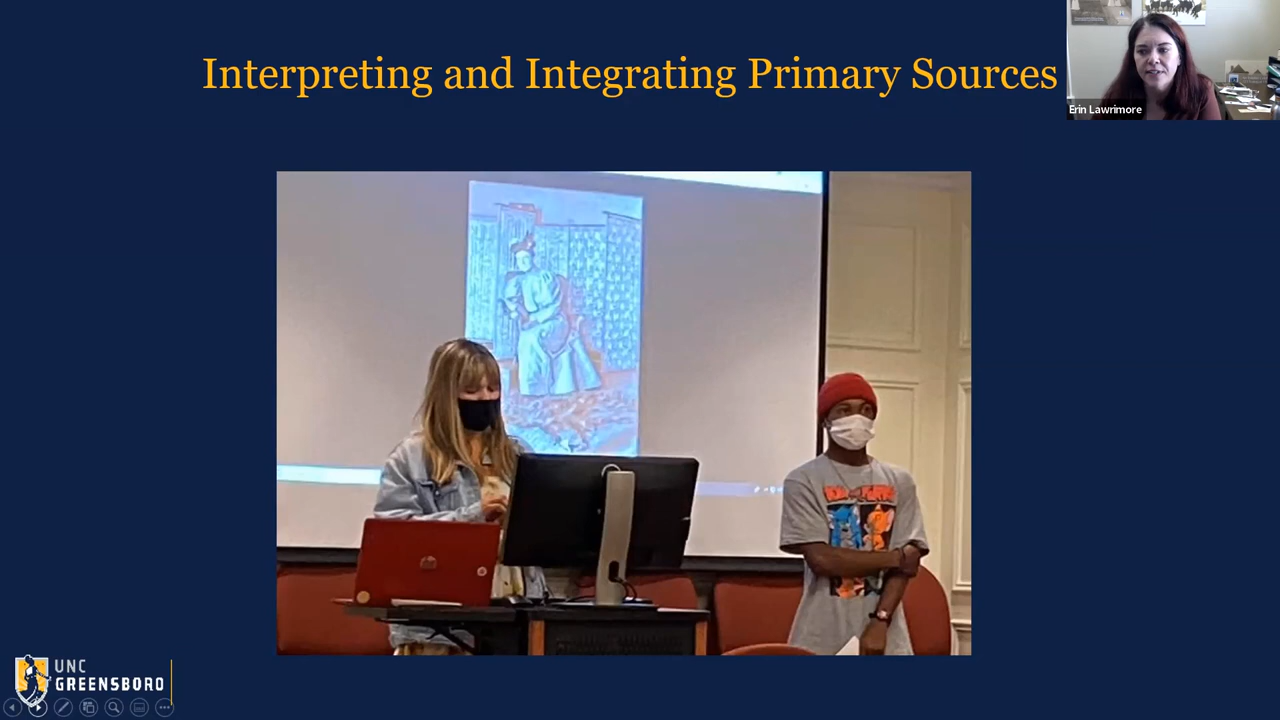 Interpreting and Integrating Primary Sources
Erin Lawrimore
UNC
GREENSBORO